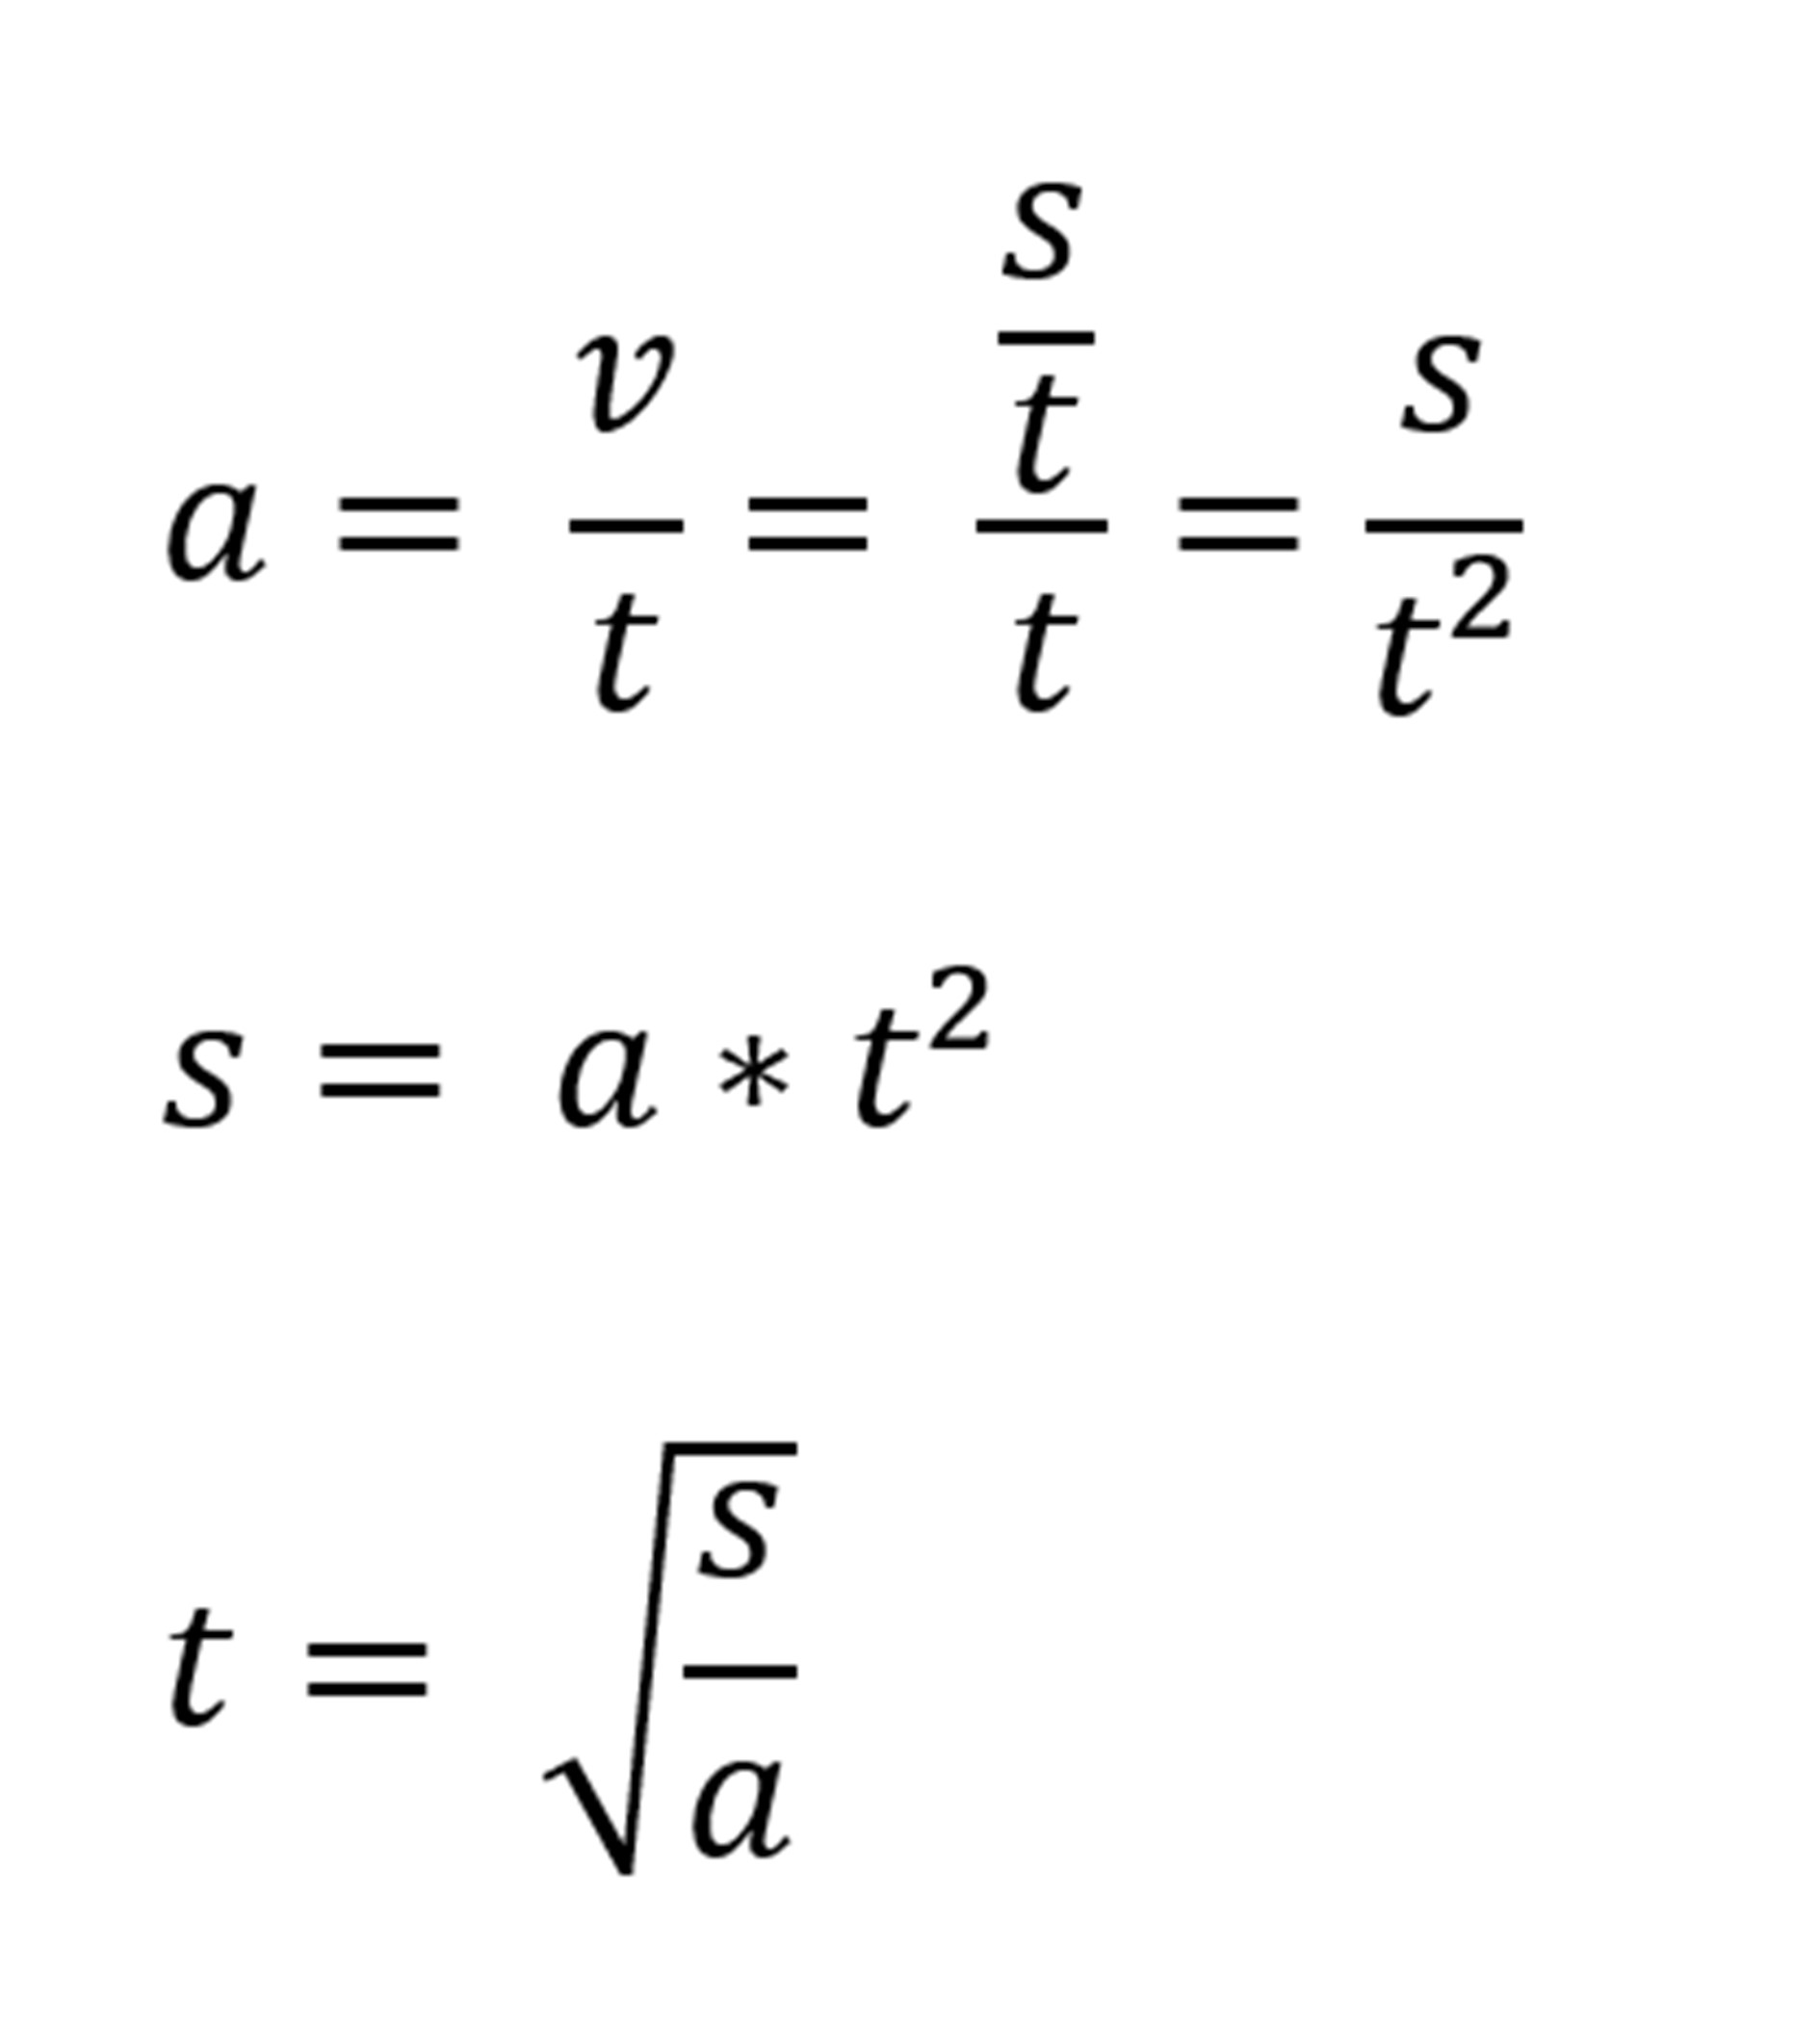 a = v/t = (s/t)/t = s/t²
s = a * t²
t = √(s/a)